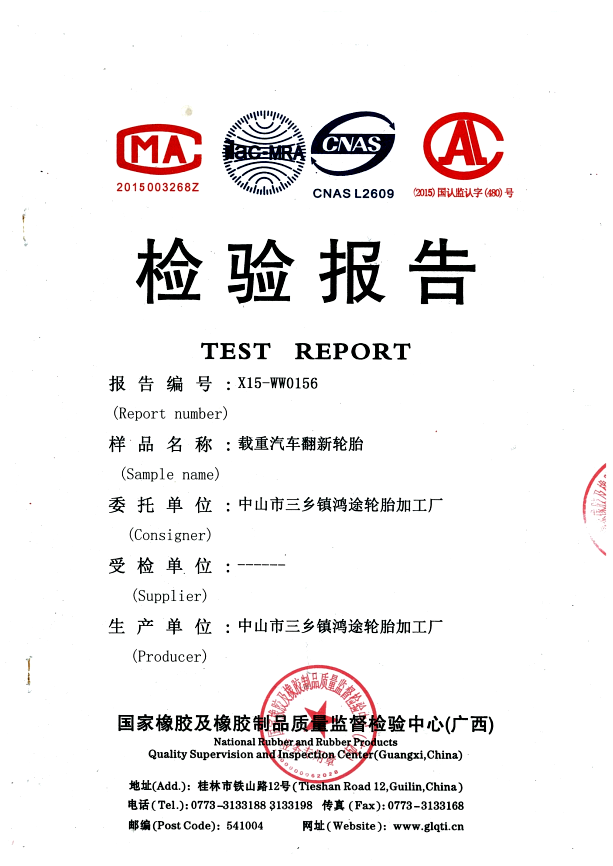 MA
ilac-MRA
CNAS
AL
2015003268Z
CNAS L2609
(2015)国认监认字(480)号
检验报告
TEST REPORT
报告编号:X15-WW0156
(Report number)
样品名称:载重汽车翻新轮胎
(Sample name)
委托单位:中山市三乡镇鸿途轮胎加工厂
(Consigner)
受检单位:------
(Supplier)
生产单位:中山市三乡镇鸿途轮胎加工厂
(Producer)
国家橡胶及橡胶制品质量监督检验中心(广西)
National Rubber and Rubber Products
Quality Supervision and Inspection Center(Guangxi,China)
地址(Add.): 桂林市铁山路12号(Tieshan Road 12,Guilin,China)
电话(Tel.):0773-3133188 3133198 传真(Fax):0773-3133168
邮编(Post Code): 541004 网址(Website): www.glqti.cn